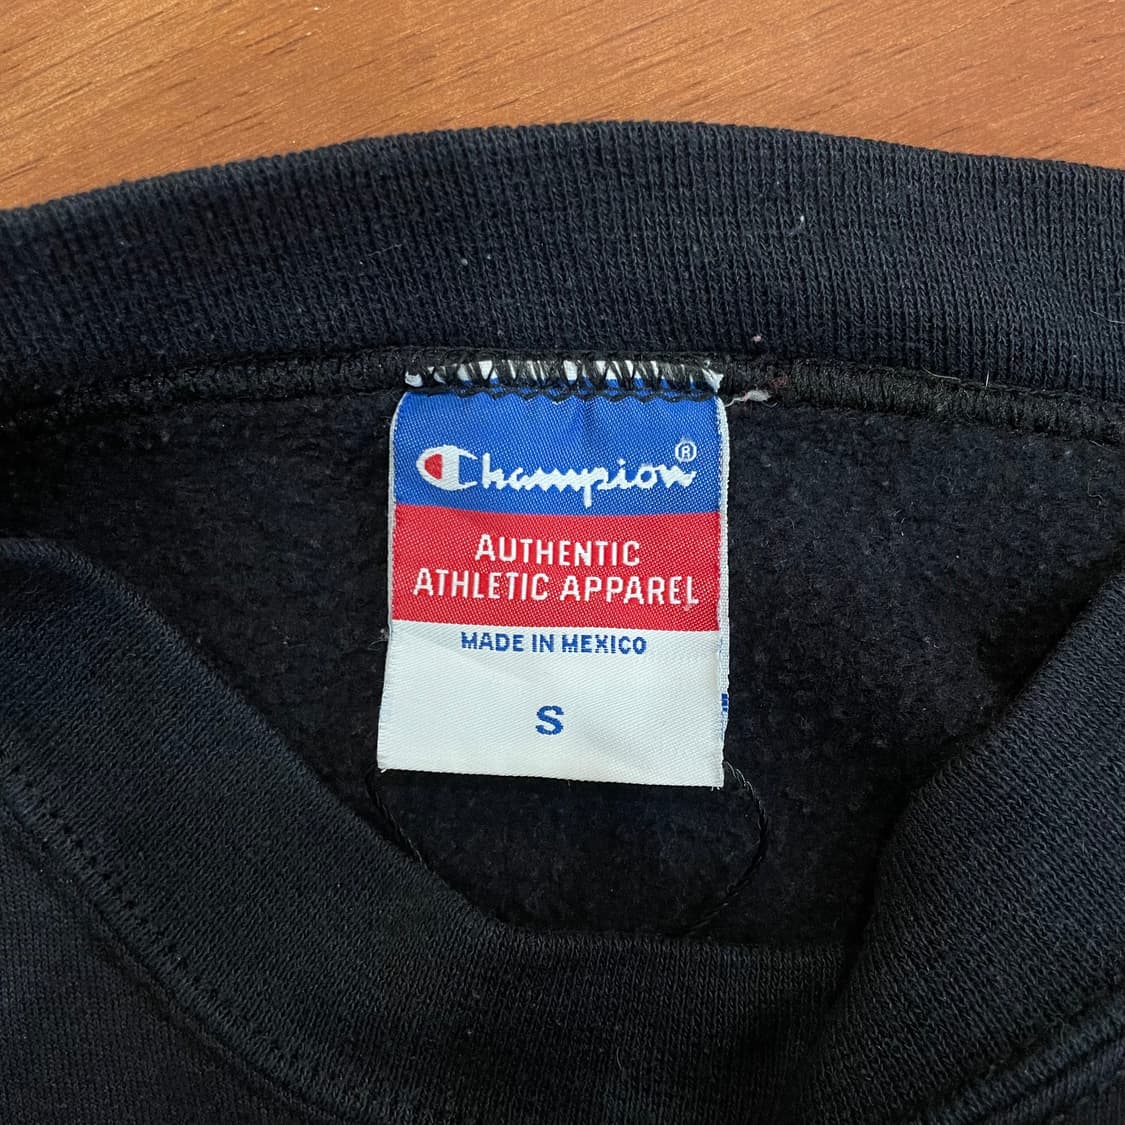 Champion®
AUTHENTIC
ATHLETIC APPAREL
MADE IN MEXICO
S